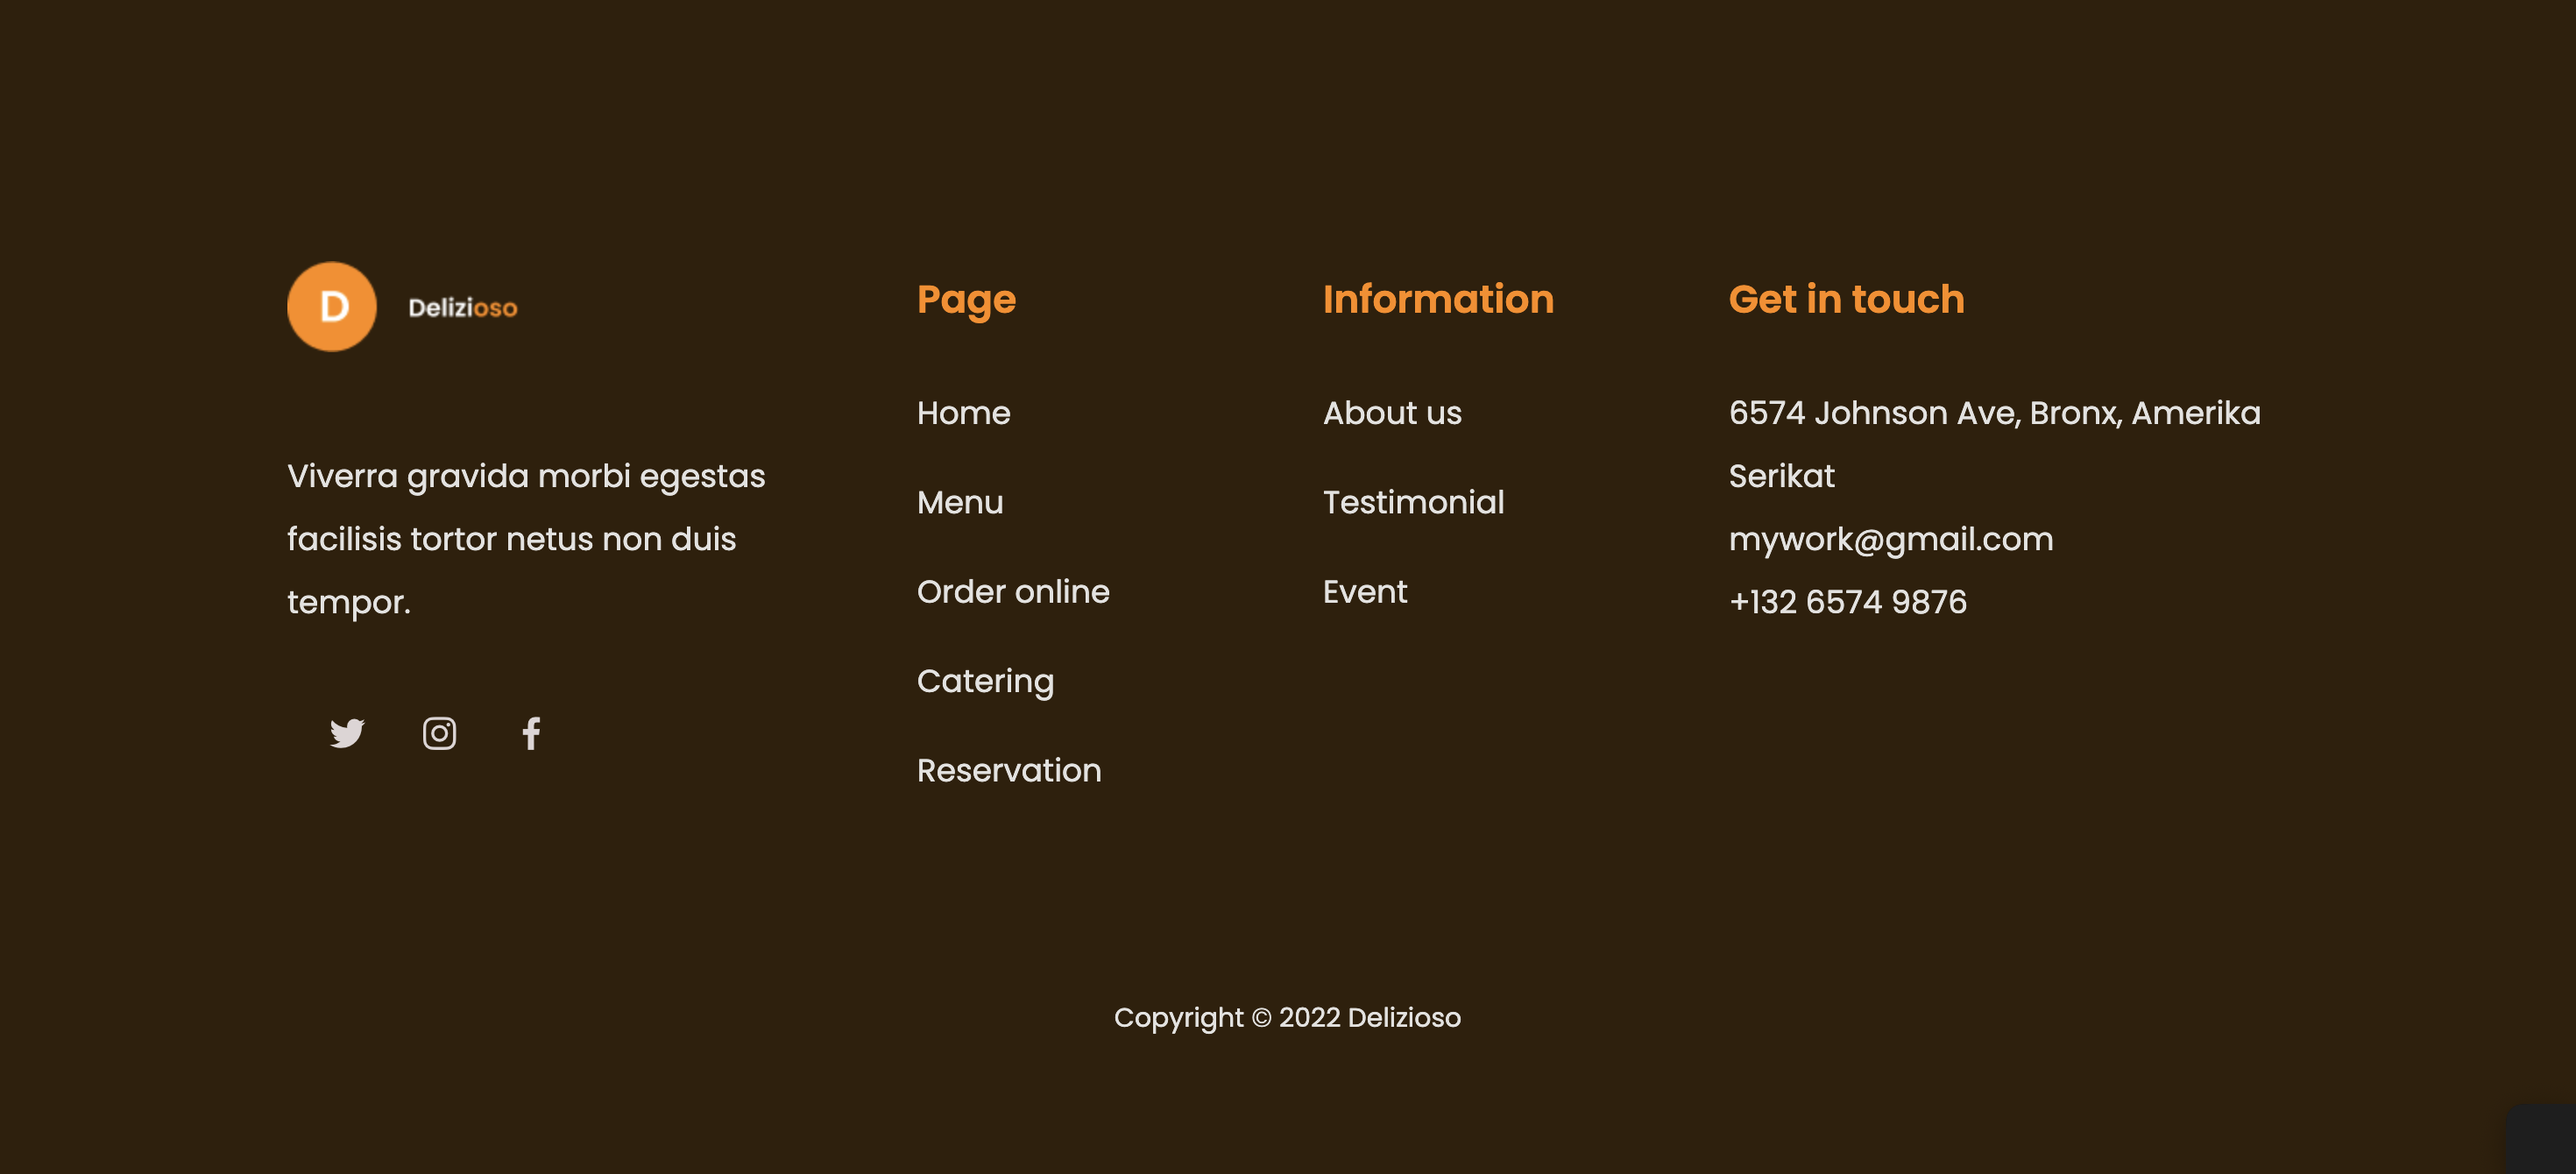 D
Delizioso
Viverra gravida morbi egestas
facilisis tortor netus non duis
tempor.
Page
Home
Menu
Order online
Catering
Reservation
Information
About us
Testimonial
Event
Get in touch
6574 Johnson Ave, Bronx, Amerika
Serikat
mywork@gmail.com
+132 6574 9876
Copyright © 2022 Delizioso